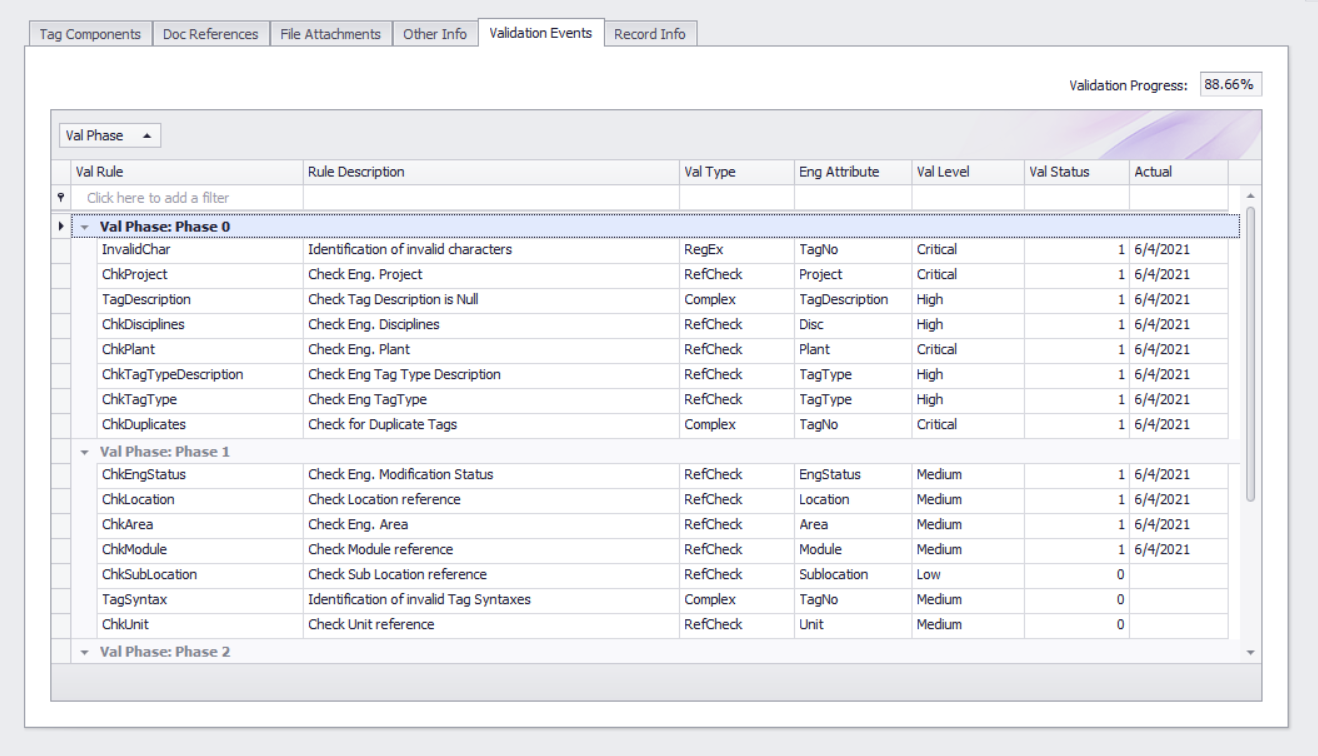 Tag Components Doc References File Attachments Other Info Validation Events Record Info
Validation Progress: 88.66%
Val Phase
Val Rule Rule Description Val Type Eng Attribute Val Level Val Status Actual
Click here to add a filter
Val Phase: Phase 0
InvalidChar Identification of invalid characters RegEx TagNo Critical 1 6/4/2021
ChkProject Check Eng. Project RefCheck Project Critical 1 6/4/2021
TagDescription Check Tag Description is Null Complex TagDescription High 1 6/4/2021
ChkDisciplines Check Eng. Disciplines RefCheck Disc High 1 6/4/2021
ChkPlant Check Eng. Plant RefCheck Plant Critical 1 6/4/2021
ChkTagTypeDescription Check Eng Tag Type Description RefCheck TagType High 1 6/4/2021
ChkTagType Check Eng TagType RefCheck TagType High 1 6/4/2021
ChkDuplicates Check for Duplicate Tags Complex TagNo Critical 1 6/4/2021
Val Phase: Phase 1
ChkEngStatus Check Eng. Modification Status RefCheck EngStatus Medium 1 6/4/2021
ChkLocation Check Location reference RefCheck Location Medium 1 6/4/2021
ChkArea Check Eng. Area RefCheck Area Medium 1 6/4/2021
ChkModule Check Module reference RefCheck Module Medium 1 6/4/2021
ChkSubLocation Check Sub Location reference RefCheck Sublocation Low 0
TagSyntax Identification of invalid Tag Syntaxes Complex TagNo Medium 0
ChkUnit Check Unit reference RefCheck Unit Medium 0
Val Phase: Phase 2